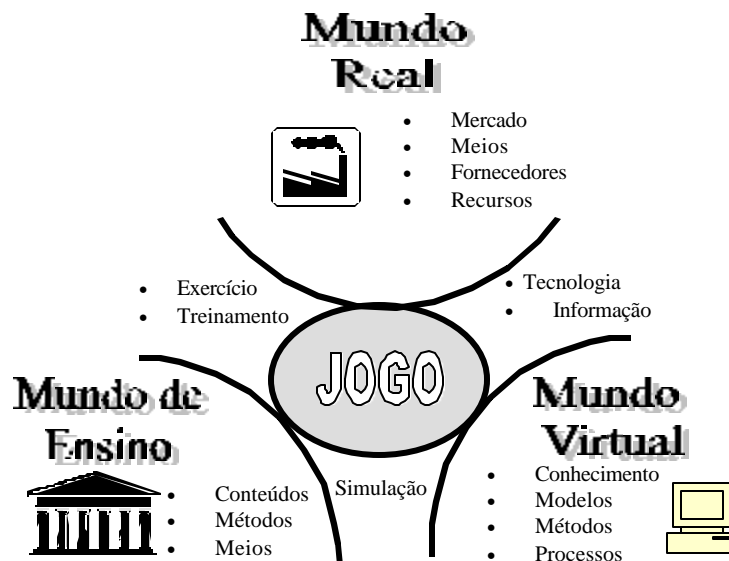 Mundo
Real
• Mercado
• Meios
• Fornecedores
• Recursos
• Exercício
• Treinamento
• Tecnologia
• Informação
JOGO
Mundo de
Ensino
• Conteúdos
• Métodos
• Meios
Simulação
Mundo
Virtual
• Conhecimento
• Modelos
• Métodos
• Processos